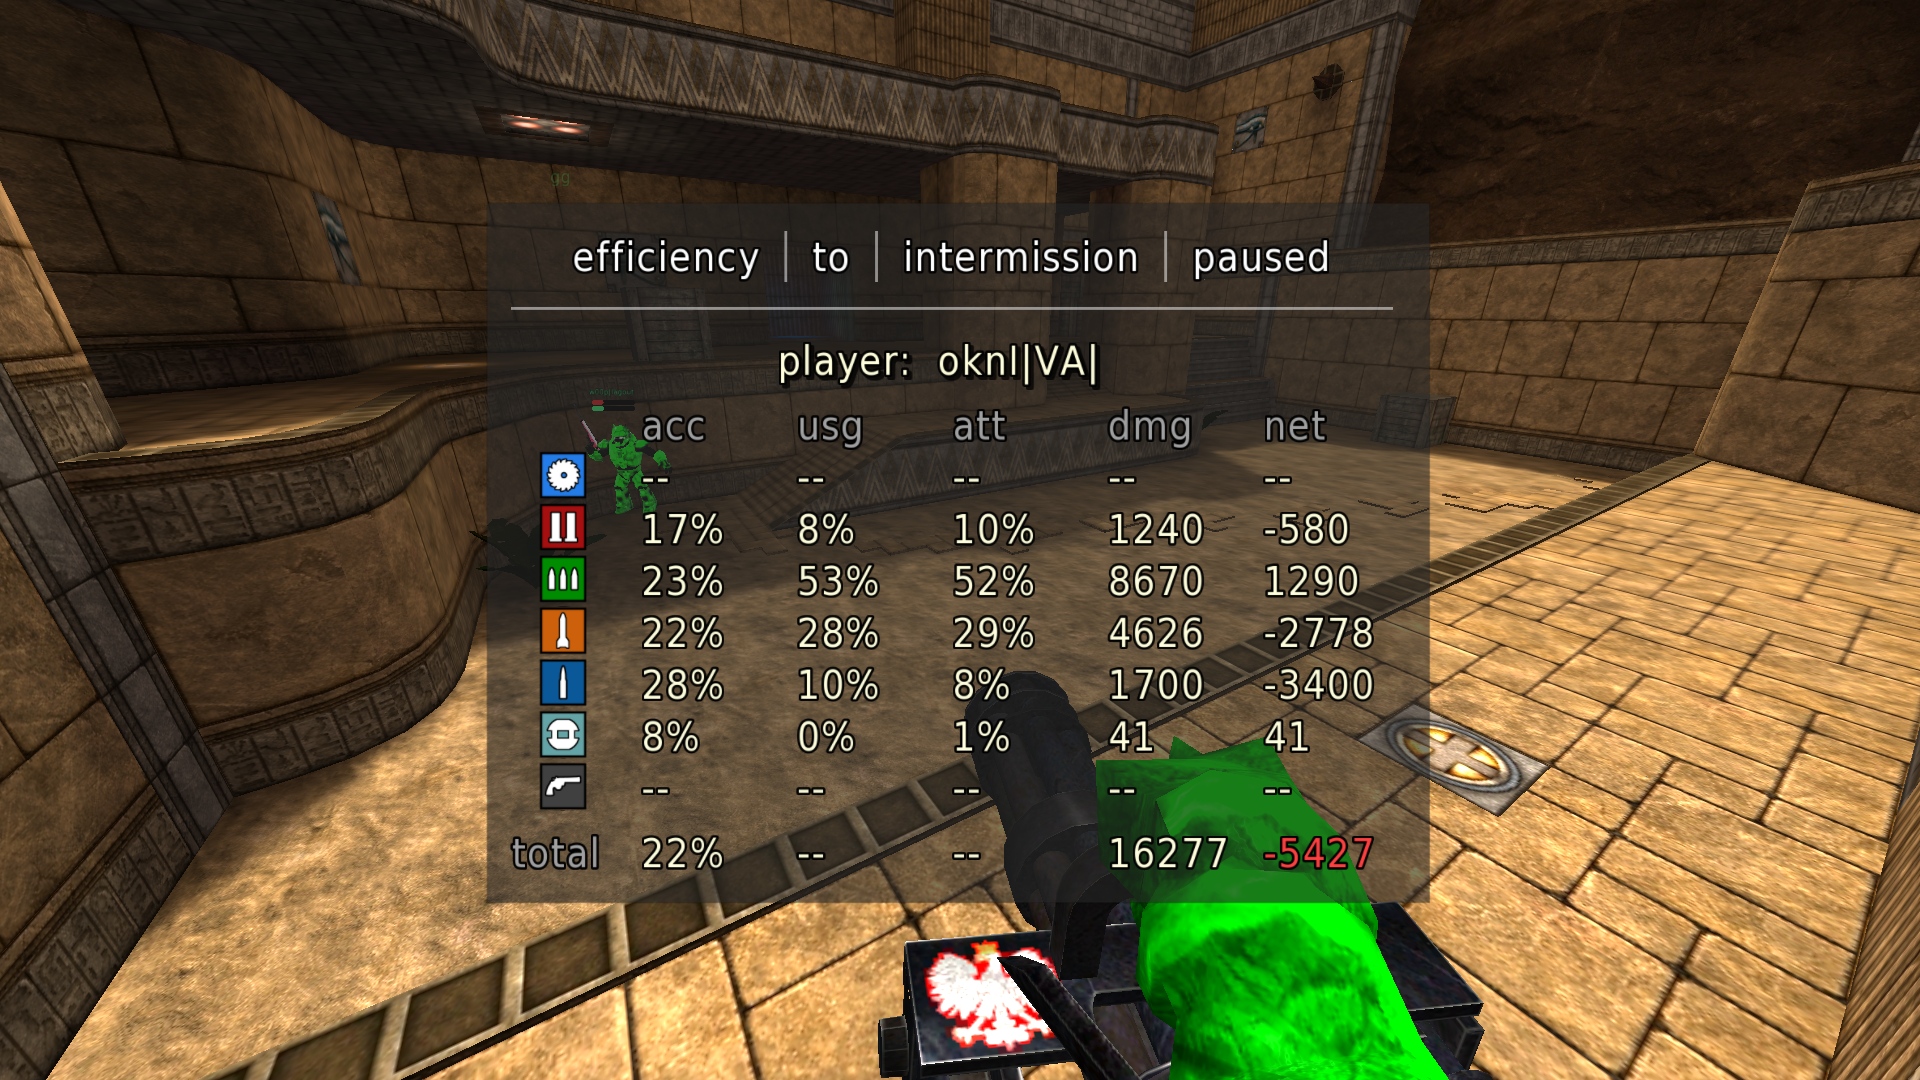 gg
efficiency | to | intermission | paused
player: oknI|VA|
acc usg att dmg net
-- -- -- -- --
17% 8% 10% 1240 -580
23% 53% 52% 8670 1290
22% 28% 29% 4626 -2778
28% 10% 8% 1700 -3400
8% 0% 1% 41 41
-- -- -- -- --
total 22% -- -- 16277 -5427